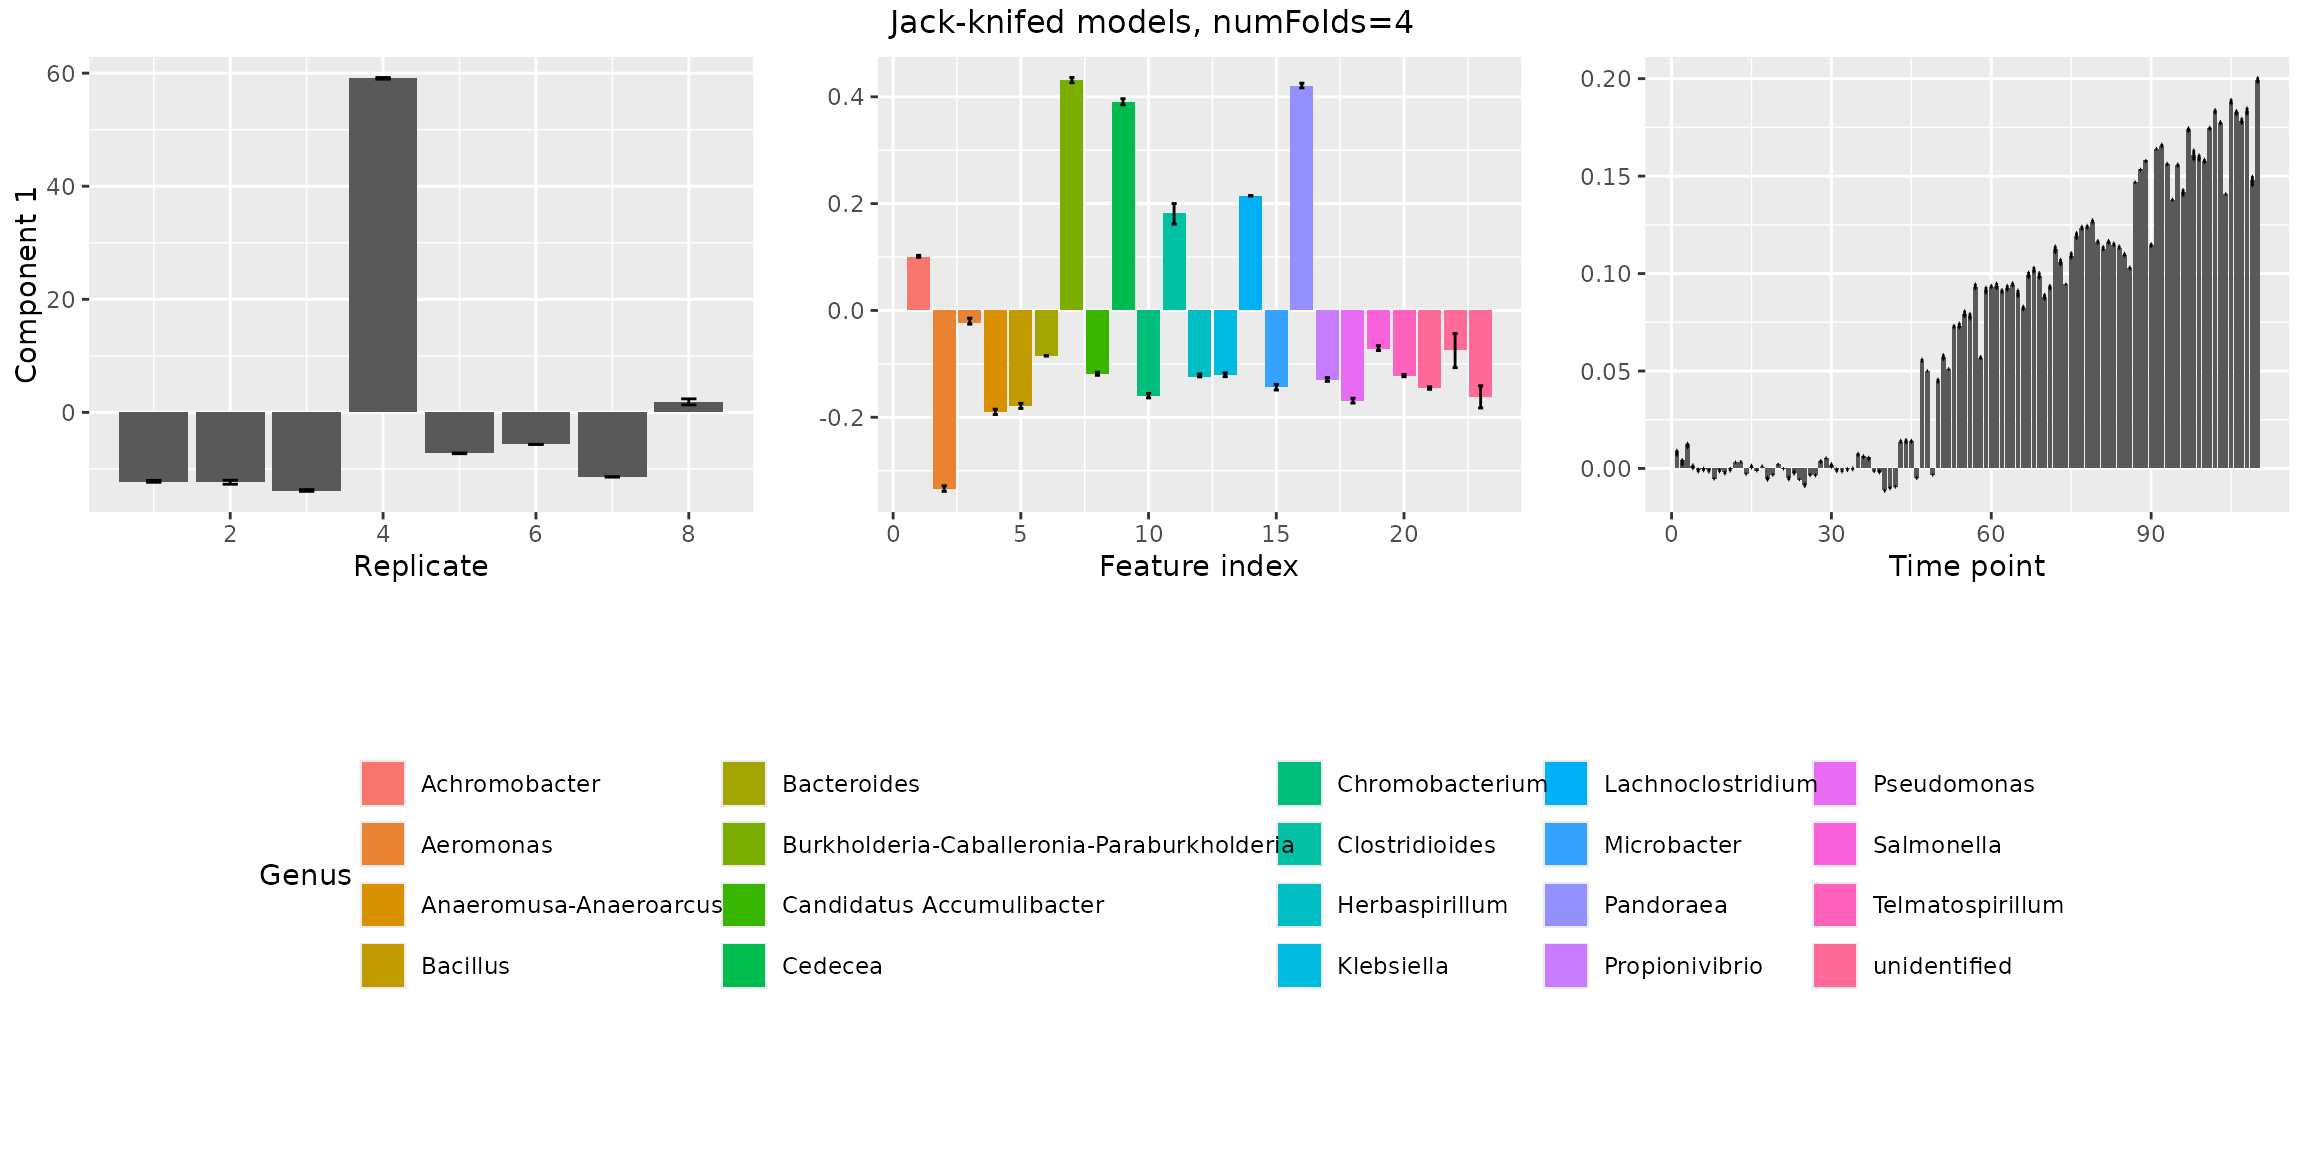 Jack-knifed models, numFolds=4
Component 1
60
40
20
0
2 4 6 8
Replicate
0.4
0.2
0.0
-0.2
0 5 10 15 20
Feature index
0.20
0.15
0.10
0.05
0.00
0 30 60 90
Time point
Genus
Achromobacter
Aeromonas
Anaeromusa-Anaeroarcus
Bacillus
Bacteroides
Burkholderia-Caballeronia-Paraburkholderia
Candidatus Accumulibacter
Cedecea
Chromobacterium
Clostridioides
Herbaspirillum
Klebsiella
Lachnoclostridium
Microbacter
Pandoraea
Propionivibrio
Pseudomonas
Salmonella
Telmatospirillum
unidentified